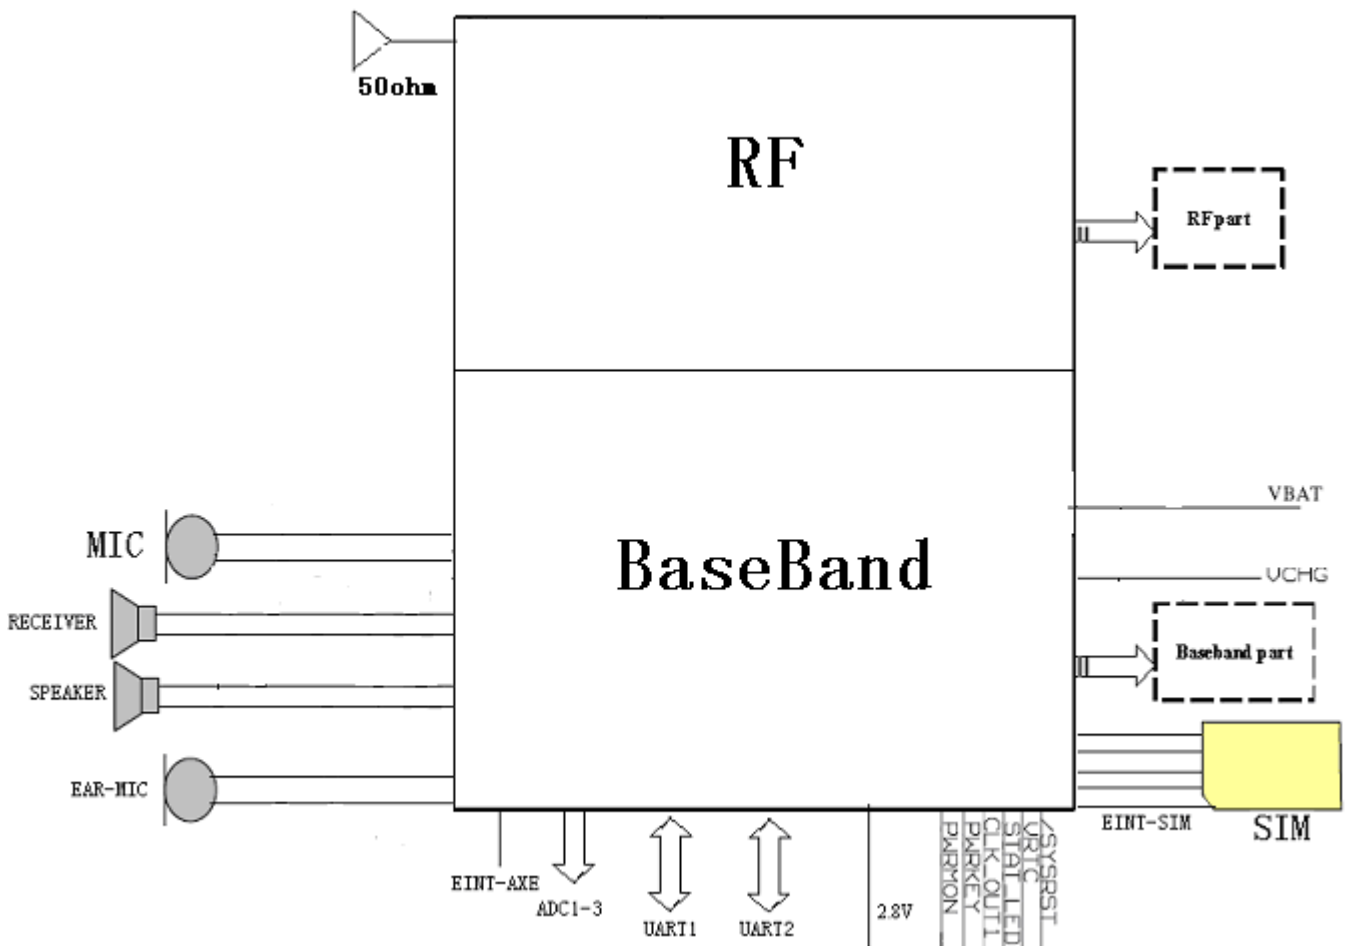 50ohm
RF
RFpart
VBAT
MIC
BaseBand
UCHG
RECEIVER
Baseband part
SPEAKER
EAR-MIC
EINT-SIM
SIM
EINT-AXE
ADC1-3
UART1
UART2
2.8V
PWRMON
PWRKEY
CLK_OUT1
STAT_LED
VRTC
/SYSRST